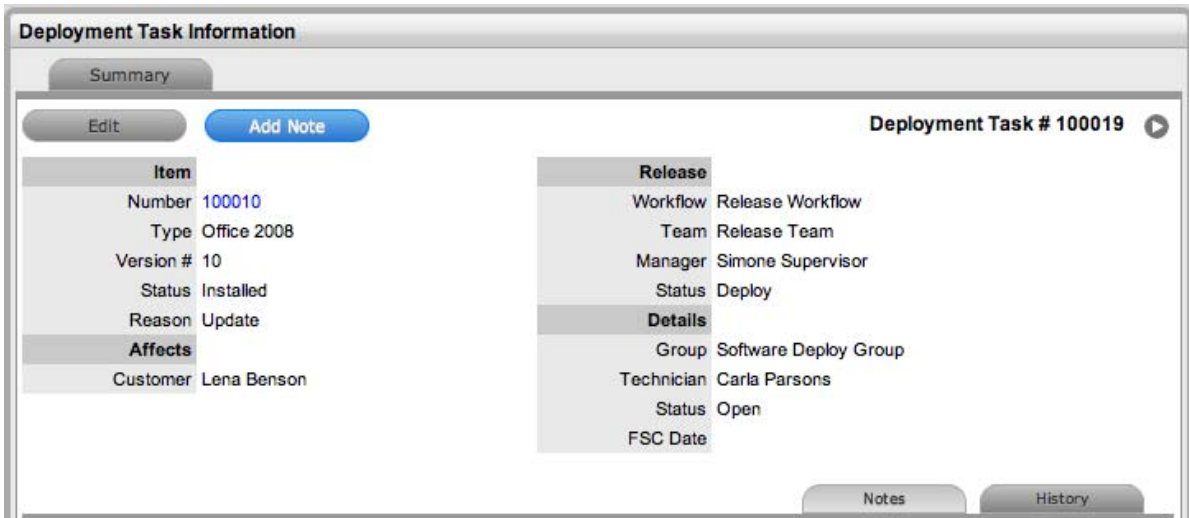 Deployment Task Information
Summary
Edit
Add Note
Deployment Task # 100019
Item
Number 100010
Type Office 2008
Version # 10
Status Installed
Reason Update
Affects
Customer Lena Benson
Release
Workflow Release Workflow
Team Release Team
Manager Simone Supervisor
Status Deploy
Details
Group Software Deploy Group
Technician Carla Parsons
Status Open
FSC Date
Notes
History